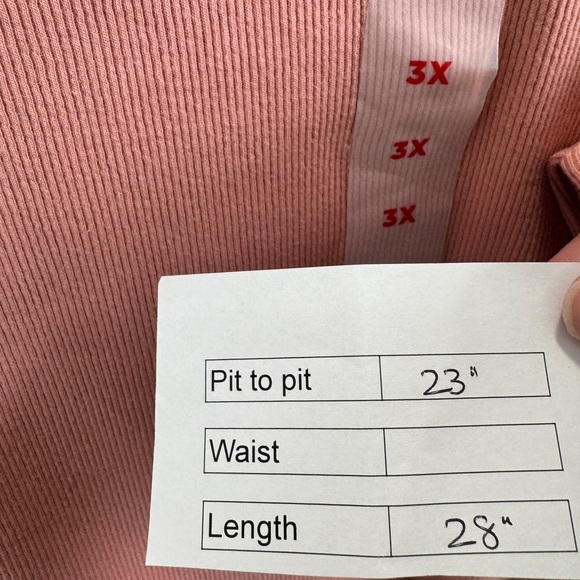 3X
3X
3X
Pit to pit 23"
Waist
Length 28"